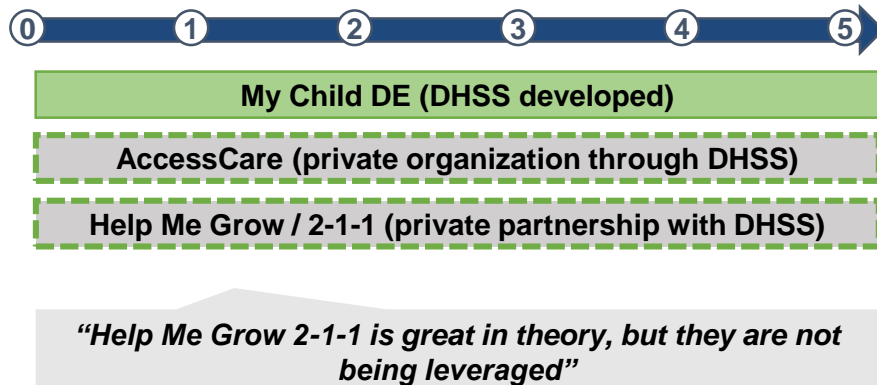 0 1 2 3 4 5
My Child DE (DHSS developed)
AccessCare (private organization through DHSS)
Help Me Grow / 2-1-1 (private partnership with DHSS)
“Help Me Grow 2-1-1 is great in theory, but they are not
being leveraged”